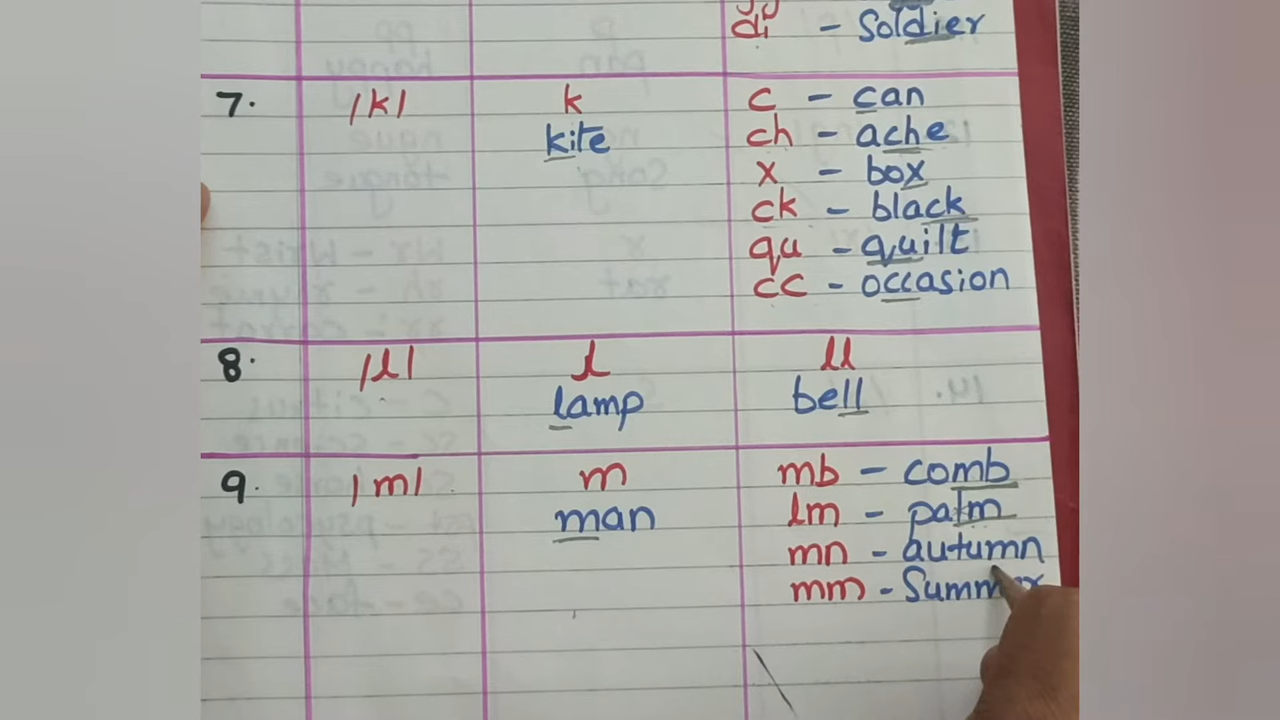 di - Soldier
7. /k/ k c - can
kite ch - ache
x - box
ck - black
qu - quilt
cc - occasion
8. /l/ l ll
lamp bell
9. /m/ m mb - comb
man lm - palm
mn - autumn
mm - Summer